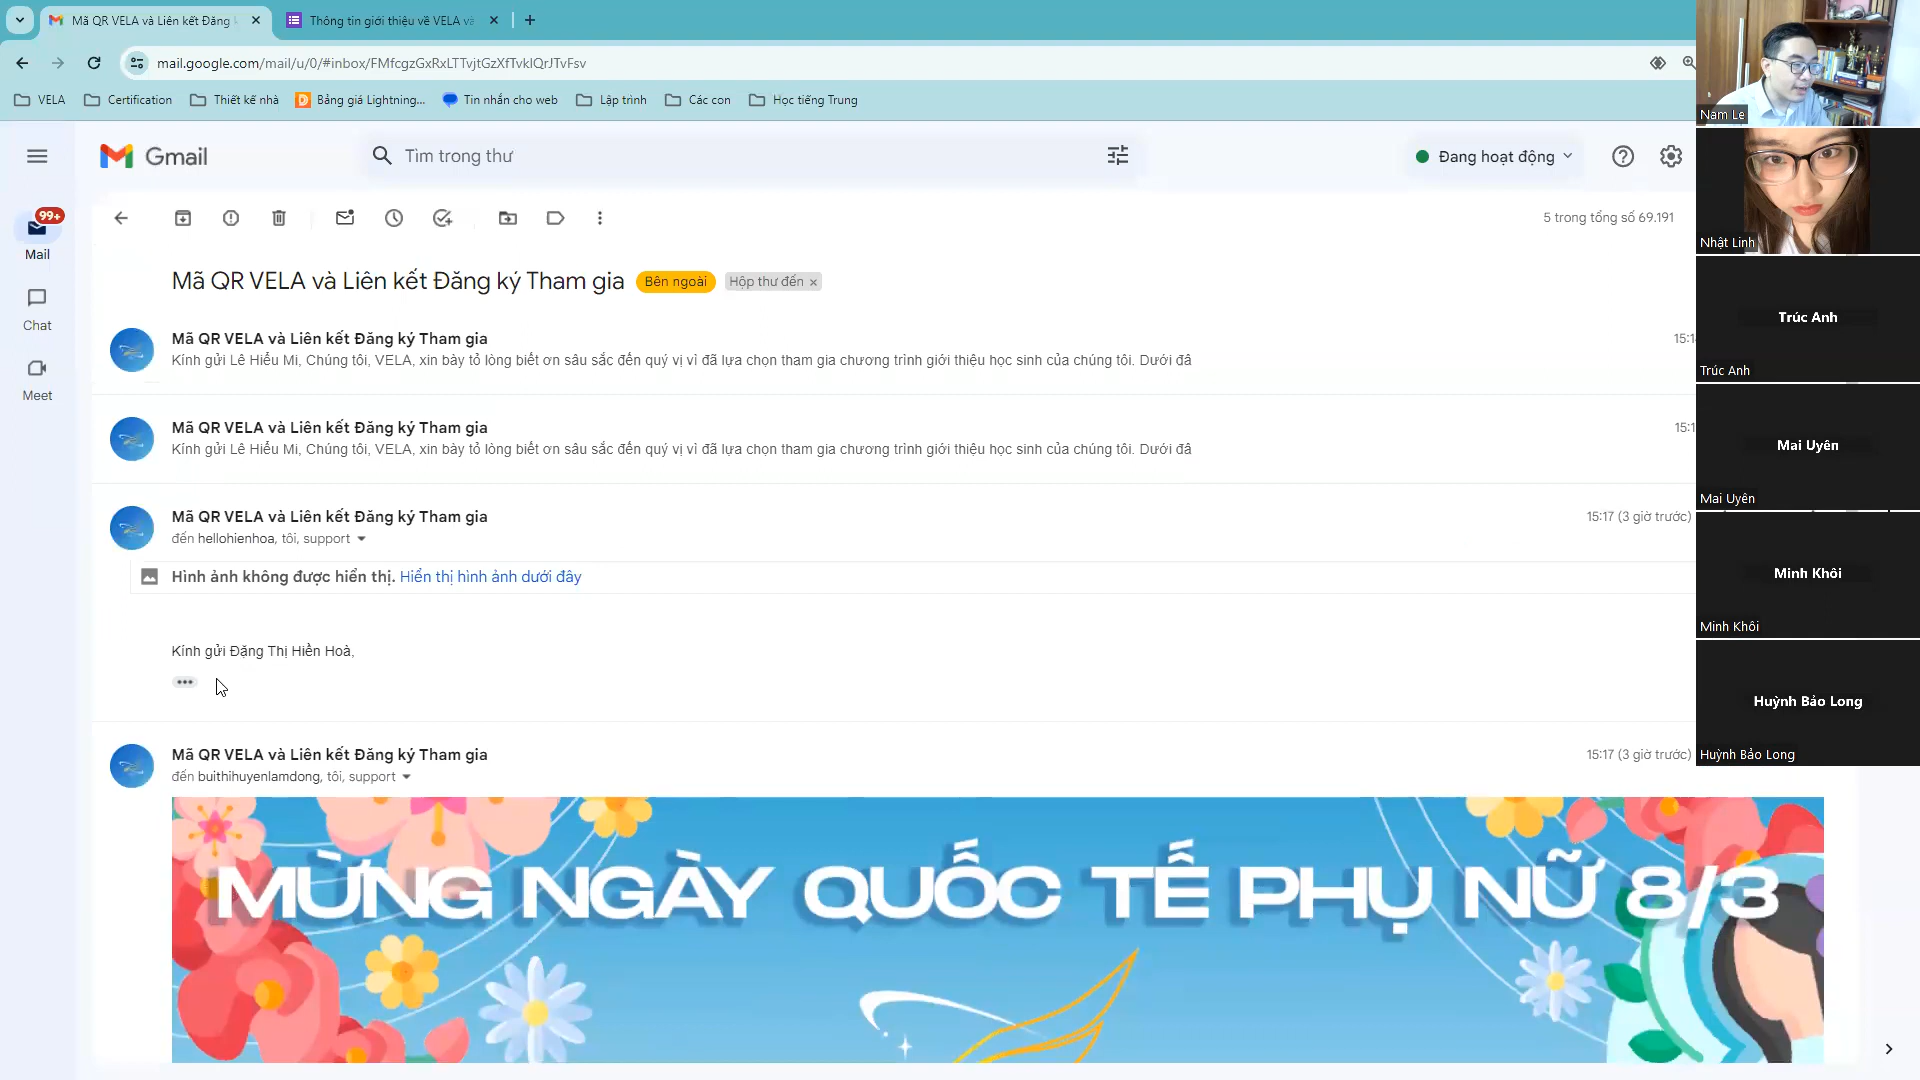 Mã QR VELA và Liên kết Đăng
Thông tin giới thiệu về VELA và
mail.google.com/mail/u/0/#inbox/FMfcgzGxRxLTTvjtGzXfTvklQrJTvFsv
VELA
Certification
Thiết kế nhà
Bảng giá Lightning...
Tin nhắn cho web
Lập trình
Các con
Học tiếng Trung
Gmail
Tìm trong thư
Đang hoạt động
99+
Mail
Chat
Meet
5 trong tổng số 69.191
Mã QR VELA và Liên kết Đăng ký Tham gia
Bên ngoài
Hộp thư đến ×
Mã QR VELA và Liên kết Đăng ký Tham gia
Kính gửi Lê Hiểu Mi, Chúng tôi, VELA, xin bày tỏ lòng biết ơn sâu sắc đến quý vị vì đã lựa chọn tham gia chương trình giới thiệu học sinh của chúng tôi. Dưới đâ
Mã QR VELA và Liên kết Đăng ký Tham gia
Kính gửi Lê Hiểu Mi, Chúng tôi, VELA, xin bày tỏ lòng biết ơn sâu sắc đến quý vị vì đã lựa chọn tham gia chương trình giới thiệu học sinh của chúng tôi. Dưới đâ
Mã QR VELA và Liên kết Đăng ký Tham gia
15:17 (3 giờ trước)
đến hellohienhoa, tôi, support
Hình ảnh không được hiển thị. Hiển thị hình ảnh dưới đây
Kính gửi Đặng Thị Hiền Hoà,
Mã QR VELA và Liên kết Đăng ký Tham gia
15:17 (3 giờ trước)
đến buithihuyenlamdong, tôi, support
MỪNG NGÀY QUỐC TẾ PHỤ NỮ 8/3
Nam Le
Nhật Linh
Trúc Anh
Trúc Anh
Mai Uyên
Mai Uyên
Minh Khôi
Minh Khôi
Huỳnh Bảo Long
Huỳnh Bảo Long